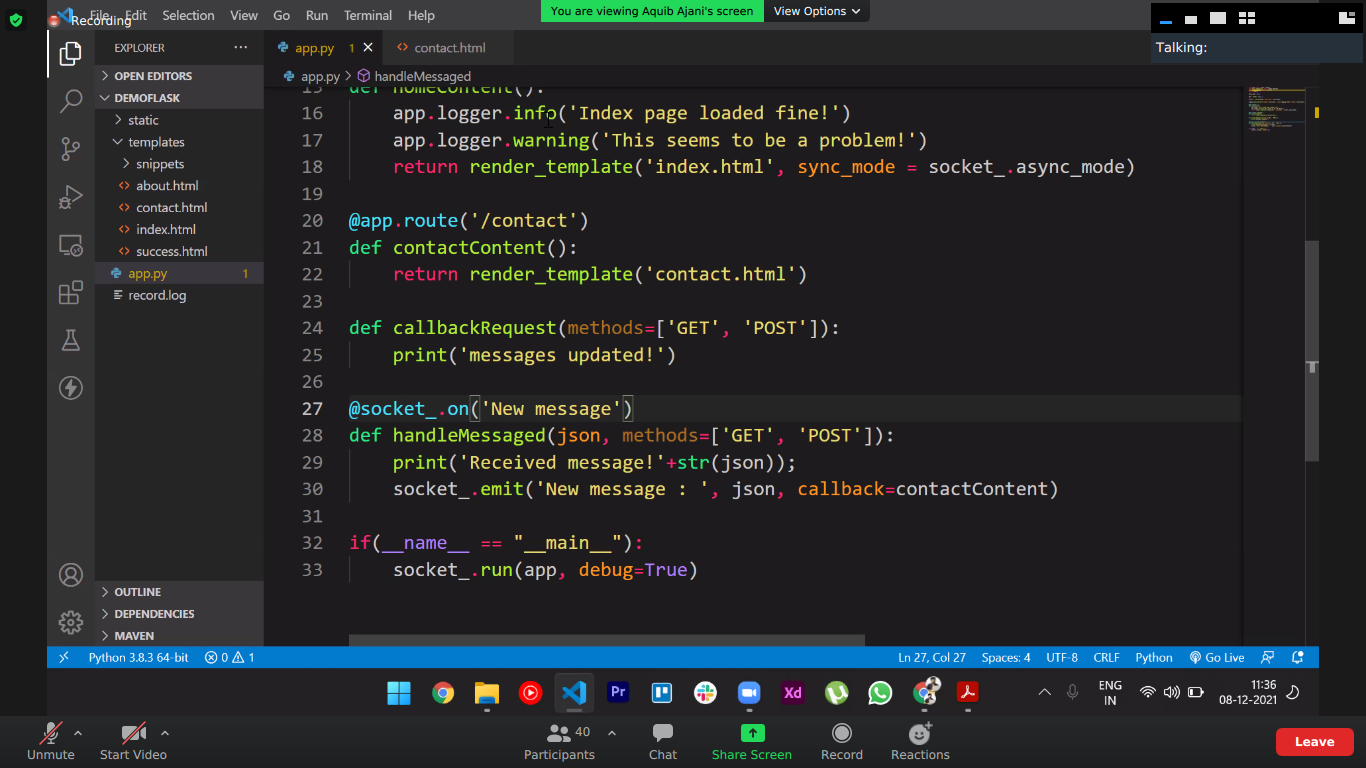 Recording
File Edit Selection View Go Run Terminal Help
You are viewing Aquib Ajani's screen View Options
Talking:
EXPLORER ···
OPEN EDITORS
DEMOFLASK
static
templates
snippets
about.html
contact.html
index.html
success.html
app.py 1
record.log
OUTLINE
DEPENDENCIES
MAVEN
app.py 1 contact.html
app.py > handleMessaged
15 def homeContent():
16 app.logger.info('Index page loaded fine!')
17 app.logger.warning('This seems to be a problem!')
18 return render_template('index.html', sync_mode = socket_.async_mode)
19
20 @app.route('/contact')
21 def contactContent():
22 return render_template('contact.html')
23
24 def callbackRequest(methods=['GET', 'POST']):
25 print('messages updated!')
26
27 @socket_.on('New message')
28 def handleMessaged(json, methods=['GET', 'POST']):
29 print('Received message!'+str(json));
30 socket_.emit('New message : ', json, callback=contactContent)
31
32 if(__name__ == "__main__"):
33 socket_.run(app, debug=True)
Python 3.8.3 64-bit 0 1 Ln 27, Col 27 Spaces: 4 UTF-8 CRLF Python Go Live
Pr Xd
ENG
IN
11:36
08-12-2021
Unmute Start Video Participants 40 Chat Share Screen Record Reactions Leave